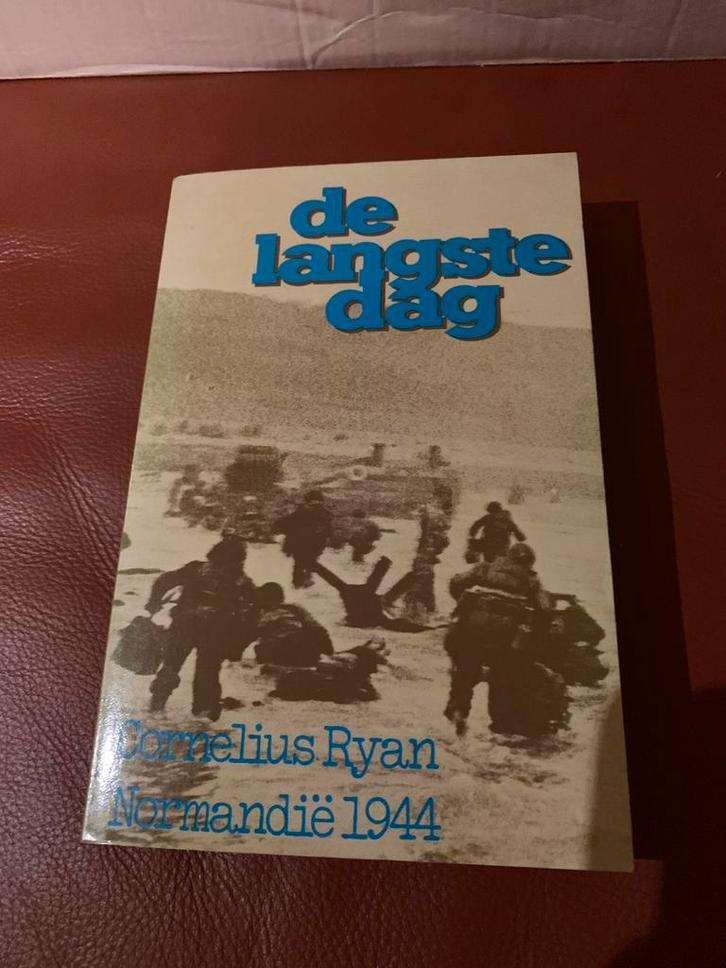 de
langste
dag
Cornelius Ryan
Normandië 1944